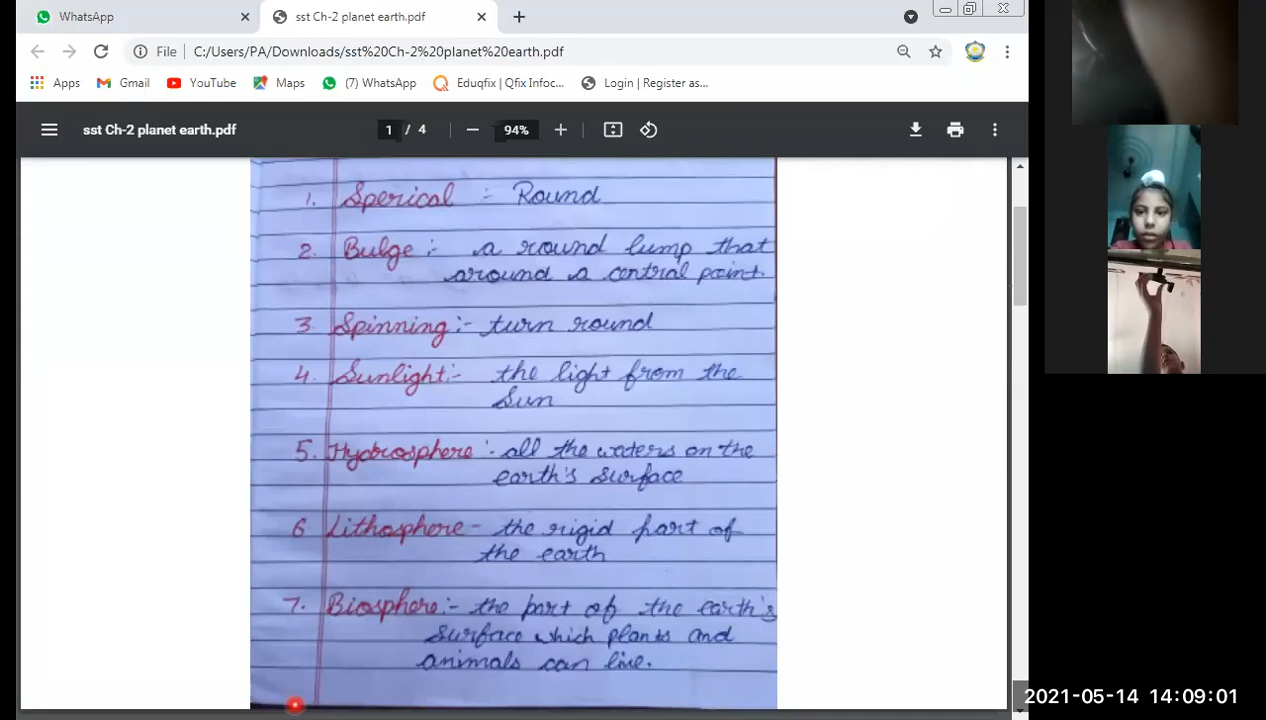 WhatsApp
sst Ch-2 planet earth.pdf
File C:/Users/PA/Downloads/sst%20Ch-2%20planet%20earth.pdf
Apps Gmail YouTube Maps (7) WhatsApp Eduqfix | Qfix Infoc... Login | Register as...
sst Ch-2 planet earth.pdf 1 / 4 94%
1. Sperical :- Round
2. Bulge :- a round lump that
around a central point.
3 Spinning :- turn round
4. Sunlight :- the light from the
Sun
5. Hydrosphere :- all the waters on the
earth's surface
6 Lithosphere - the rigid part of
the earth
7. Biosphere :- the part of the earth's
surface which plants and
animals can live.
2021-05-14 14:09:01